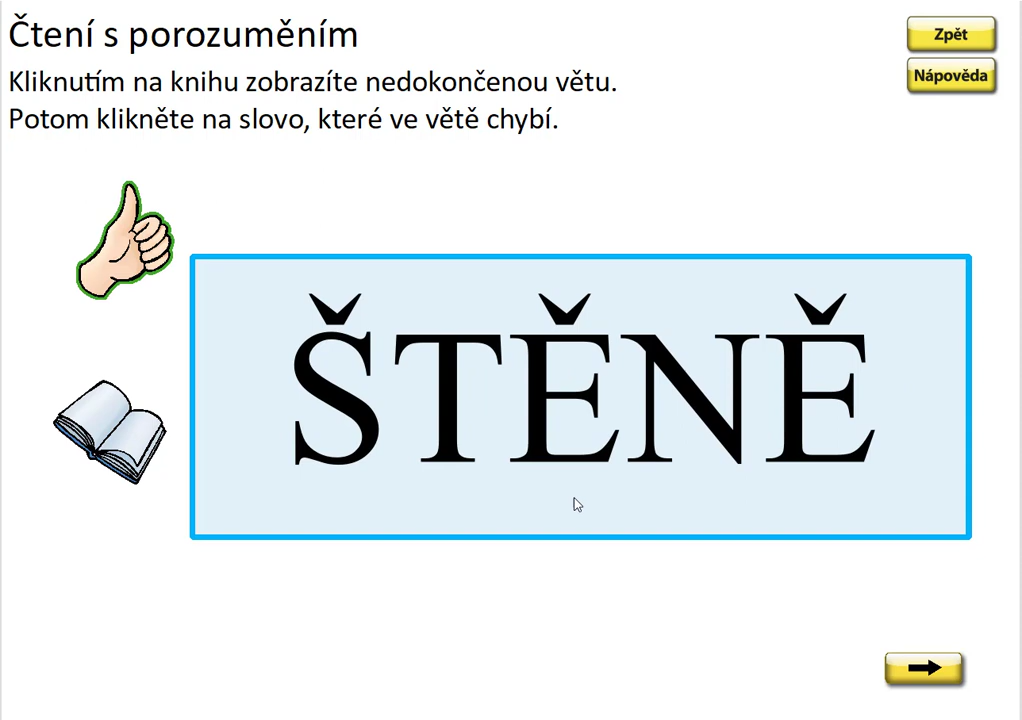 Čtení s porozuměním
Zpět
Kliknutím na knihu zobrazíte nedokončenou větu.
Nápověda
Potom klikněte na slovo, které ve větě chybí.
ŠTĚNĚ